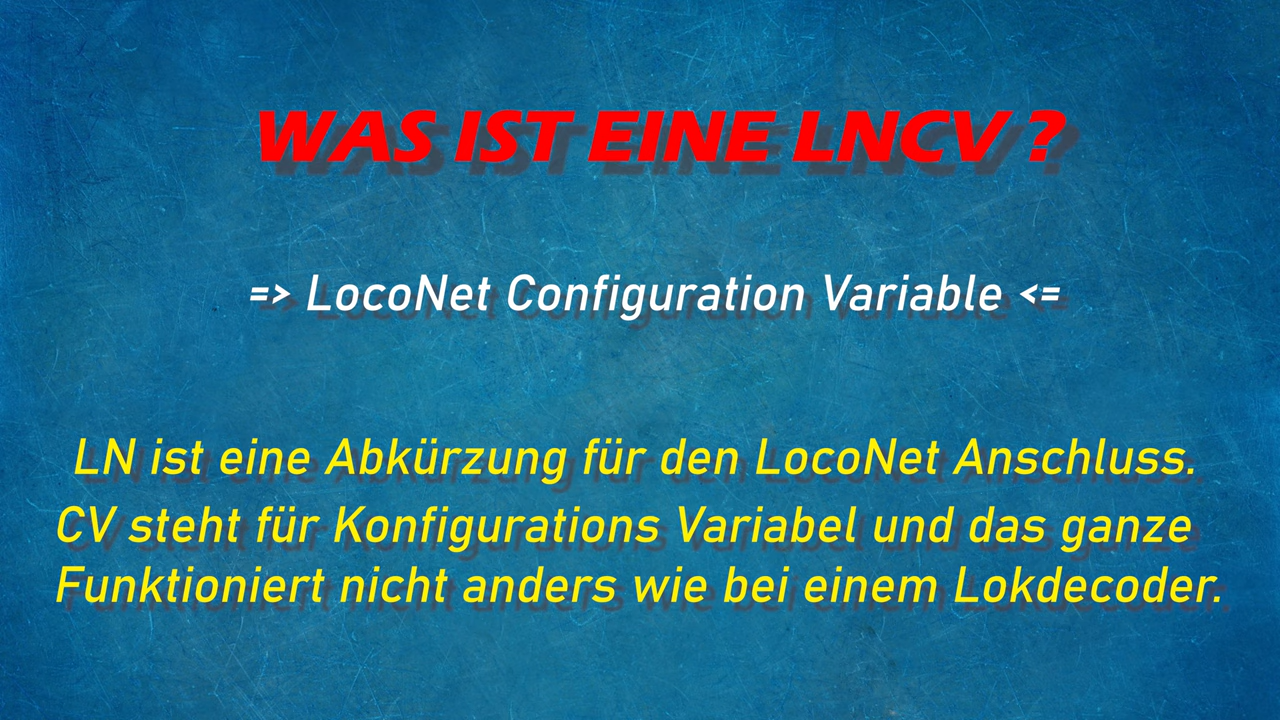 WAS IST EINE LNCV ?
=> LocoNet Configuration Variable <=
LN ist eine Abkürzung für den LocoNet Anschluss.
CV steht für Konfigurations Variabel und das ganze
Funktioniert nicht anders wie bei einem Lokdecoder.